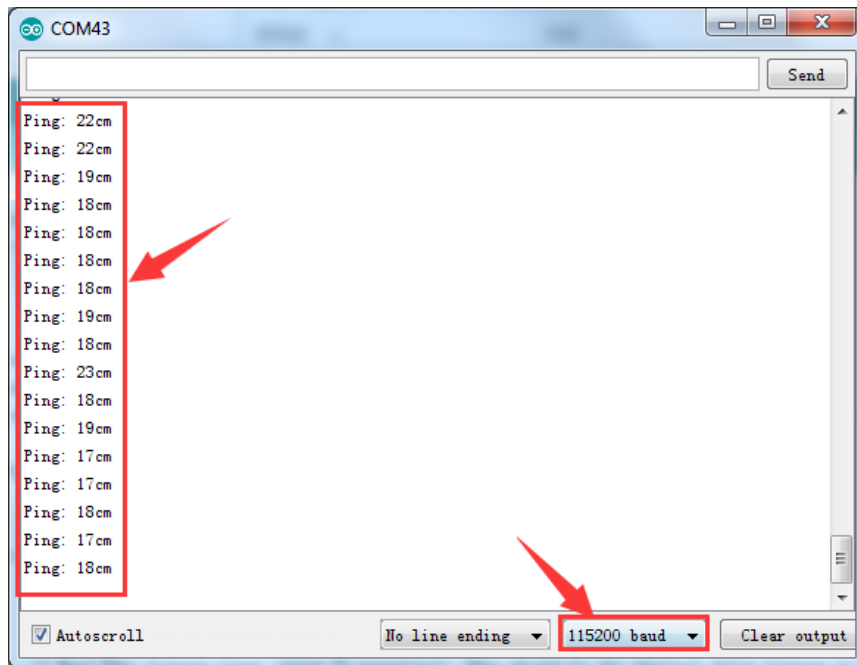 COM43
Send
Ping: 22cm
Ping: 22cm
Ping: 19cm
Ping: 18cm
Ping: 18cm
Ping: 18cm
Ping: 18cm
Ping: 19cm
Ping: 18cm
Ping: 23cm
Ping: 18cm
Ping: 19cm
Ping: 17cm
Ping: 17cm
Ping: 18cm
Ping: 17cm
Ping: 18cm
Autoscroll No line ending 115200 baud Clear output